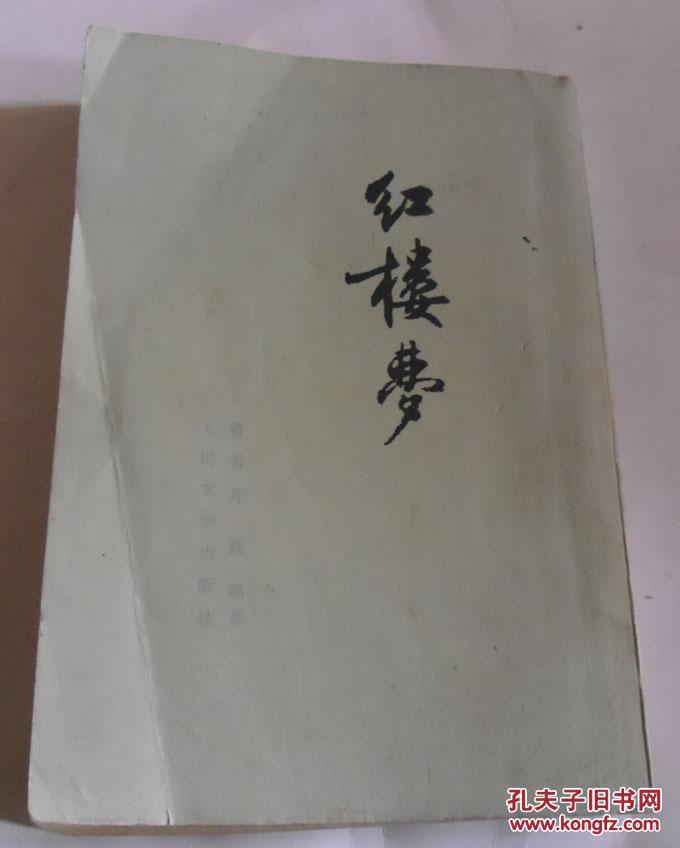 红楼梦
曹雪芹 高鹗著
人民文学出版社
孔夫子旧书网
www.kongfz.com